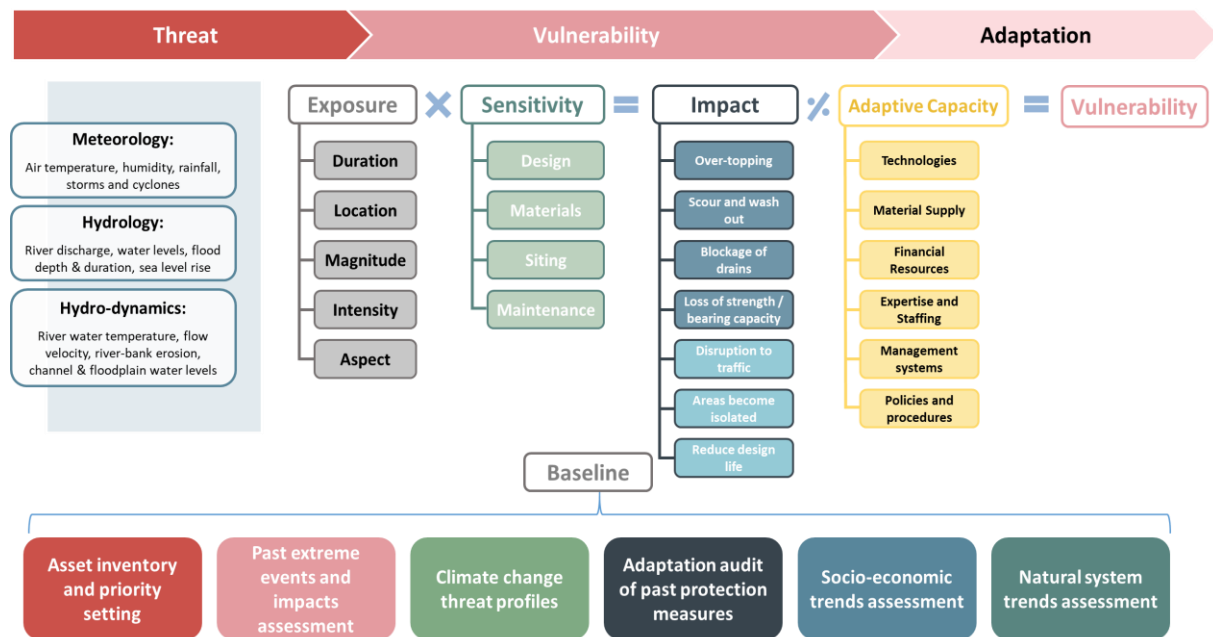 Threat
Vulnerability
Adaptation
Exposure
×
Sensitivity
=
Impact
%
Adaptive Capacity
=
Vulnerability
Meteorology:
Air temperature, humidity, rainfall,
storms and cyclones
Hydrology:
River discharge, water levels, flood
depth & duration, sea level rise
Hydro-dynamics:
River water temperature, flow
velocity, river-bank erosion,
channel & floodplain water levels
Duration
Location
Magnitude
Intensity
Aspect
Design
Materials
Siting
Maintenance
Over-topping
Scour and wash
out
Blockage of
drains
Loss of strength /
bearing capacity
Disruption to
traffic
Areas become
isolated
Reduce design
life
Technologies
Material Supply
Financial
Resources
Expertise and
Staffing
Management
systems
Policies and
procedures
Baseline
Asset inventory
and priority
setting
Past extreme
events and
impacts
assessment
Climate change
threat profiles
Adaptation audit
of past protection
measures
Socio-economic
trends assessment
Natural system
trends assessment